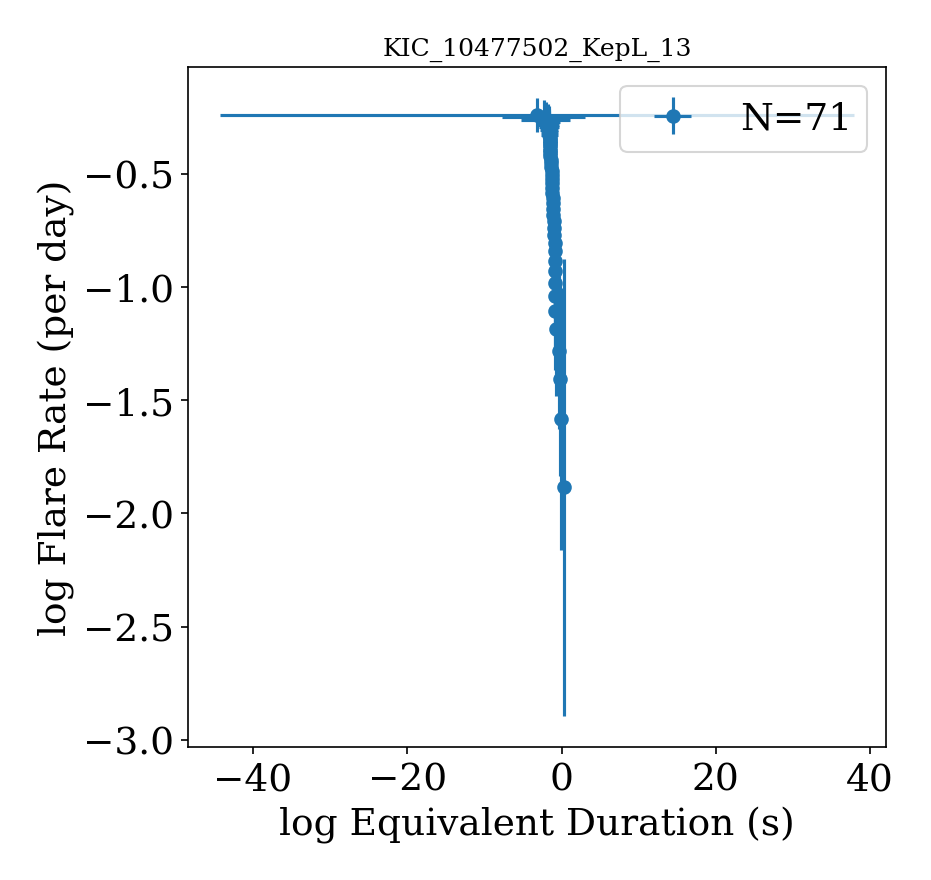 KIC_10477502_KepL_13
N=71
log Flare Rate (per day)
−0.5
−1.0
−1.5
−2.0
−2.5
−3.0
−40
−20
0
20
40
log Equivalent Duration (s)